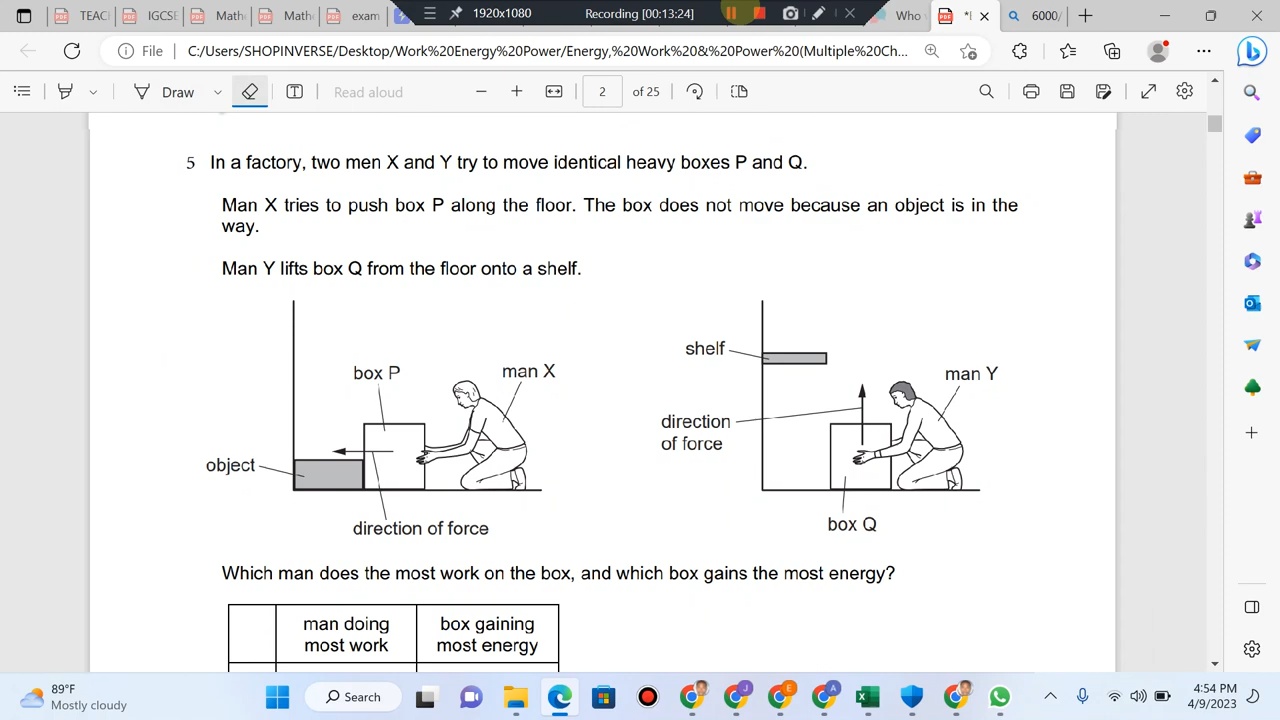 TEAC
IGCSE
Mat
Math
exam
1920x1080
Recording [00:13:24]
Who
6000/
File
C:/Users/SHOPINVERSE/Desktop/Work%20Energy%20Power/Energy,%20Work%20&%20Power%20(Multiple%20Ch...
Draw
Read aloud
2
of 25
5 In a factory, two men X and Y try to move identical heavy boxes P and Q.
Man X tries to push box P along the floor. The box does not move because an object is in the
way.
Man Y lifts box Q from the floor onto a shelf.
box P
man X
object
direction of force
shelf
man Y
direction
of force
box Q
Which man does the most work on the box, and which box gains the most energy?
man doing
most work
box gaining
most energy
89°F
Mostly cloudy
Search
J
E
A
4:54 PM
4/9/2023